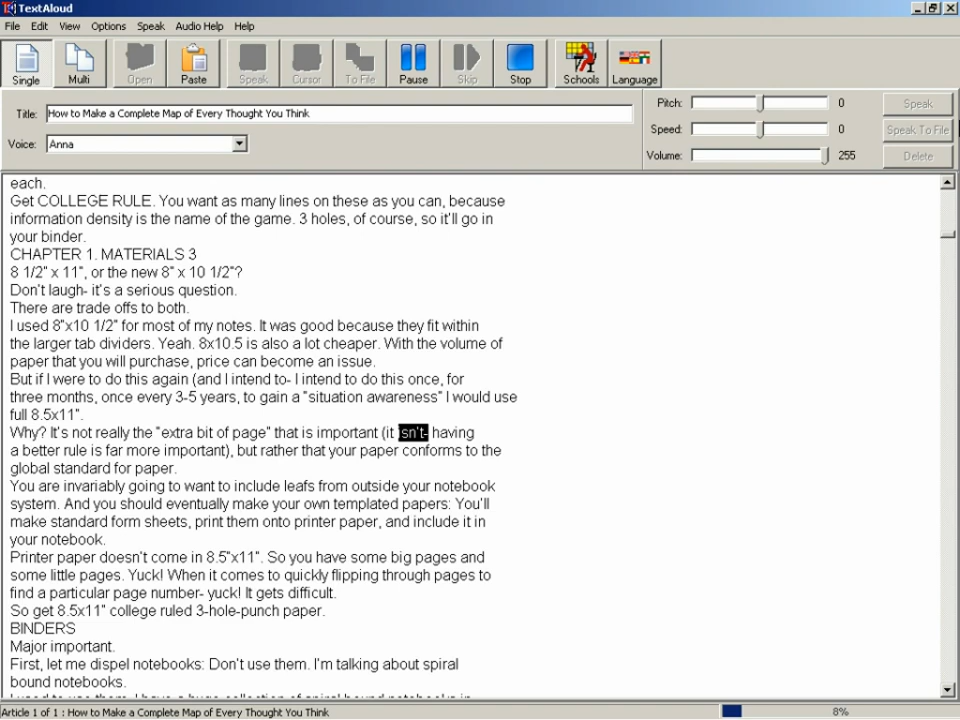 TextAloud
File Edit View Options Speak Audio Help Help
Single Multi Open Paste Speak Cursor To File Pause Skip Stop Schools Language
Title: How to Make a Complete Map of Every Thought You Think
Voice: Anna
Pitch: 0 Speak
Speed: 0 Speak To File
Volume: 255 Delete
each.
Get COLLEGE RULE. You want as many lines on these as you can, because
information density is the name of the game. 3 holes, of course, so it'll go in
your binder.
CHAPTER 1. MATERIALS 3
8 1/2" x 11", or the new 8" x 10 1/2"?
Don't laugh- it's a serious question.
There are trade offs to both.
I used 8"x10 1/2" for most of my notes. It was good because they fit within
the larger tab dividers. Yeah. 8x10.5 is also a lot cheaper. With the volume of
paper that you will purchase, price can become an issue.
But if I were to do this again (and I intend to- I intend to do this once, for
three months, once every 3-5 years, to gain a "situation awareness" I would use
full 8.5x11".
Why? It's not really the "extra bit of page" that is important (it isn't- having
a better rule is far more important), but rather that your paper conforms to the
global standard for paper.
You are invariably going to want to include leafs from outside your notebook
system. And you should eventually make your own templated papers: You'll
make standard form sheets, print them onto printer paper, and include it in
your notebook.
Printer paper doesn't come in 8.5"x11". So you have some big pages and
some little pages. Yuck! When it comes to quickly flipping through pages to
find a particular page number- yuck! It gets difficult.
So get 8.5x11" college ruled 3-hole-punch paper.
BINDERS
Major important.
First, let me dispel notebooks: Don't use them. I'm talking about spiral
bound notebooks.
Article 1 of 1 : How to Make a Complete Map of Every Thought You Think 8%